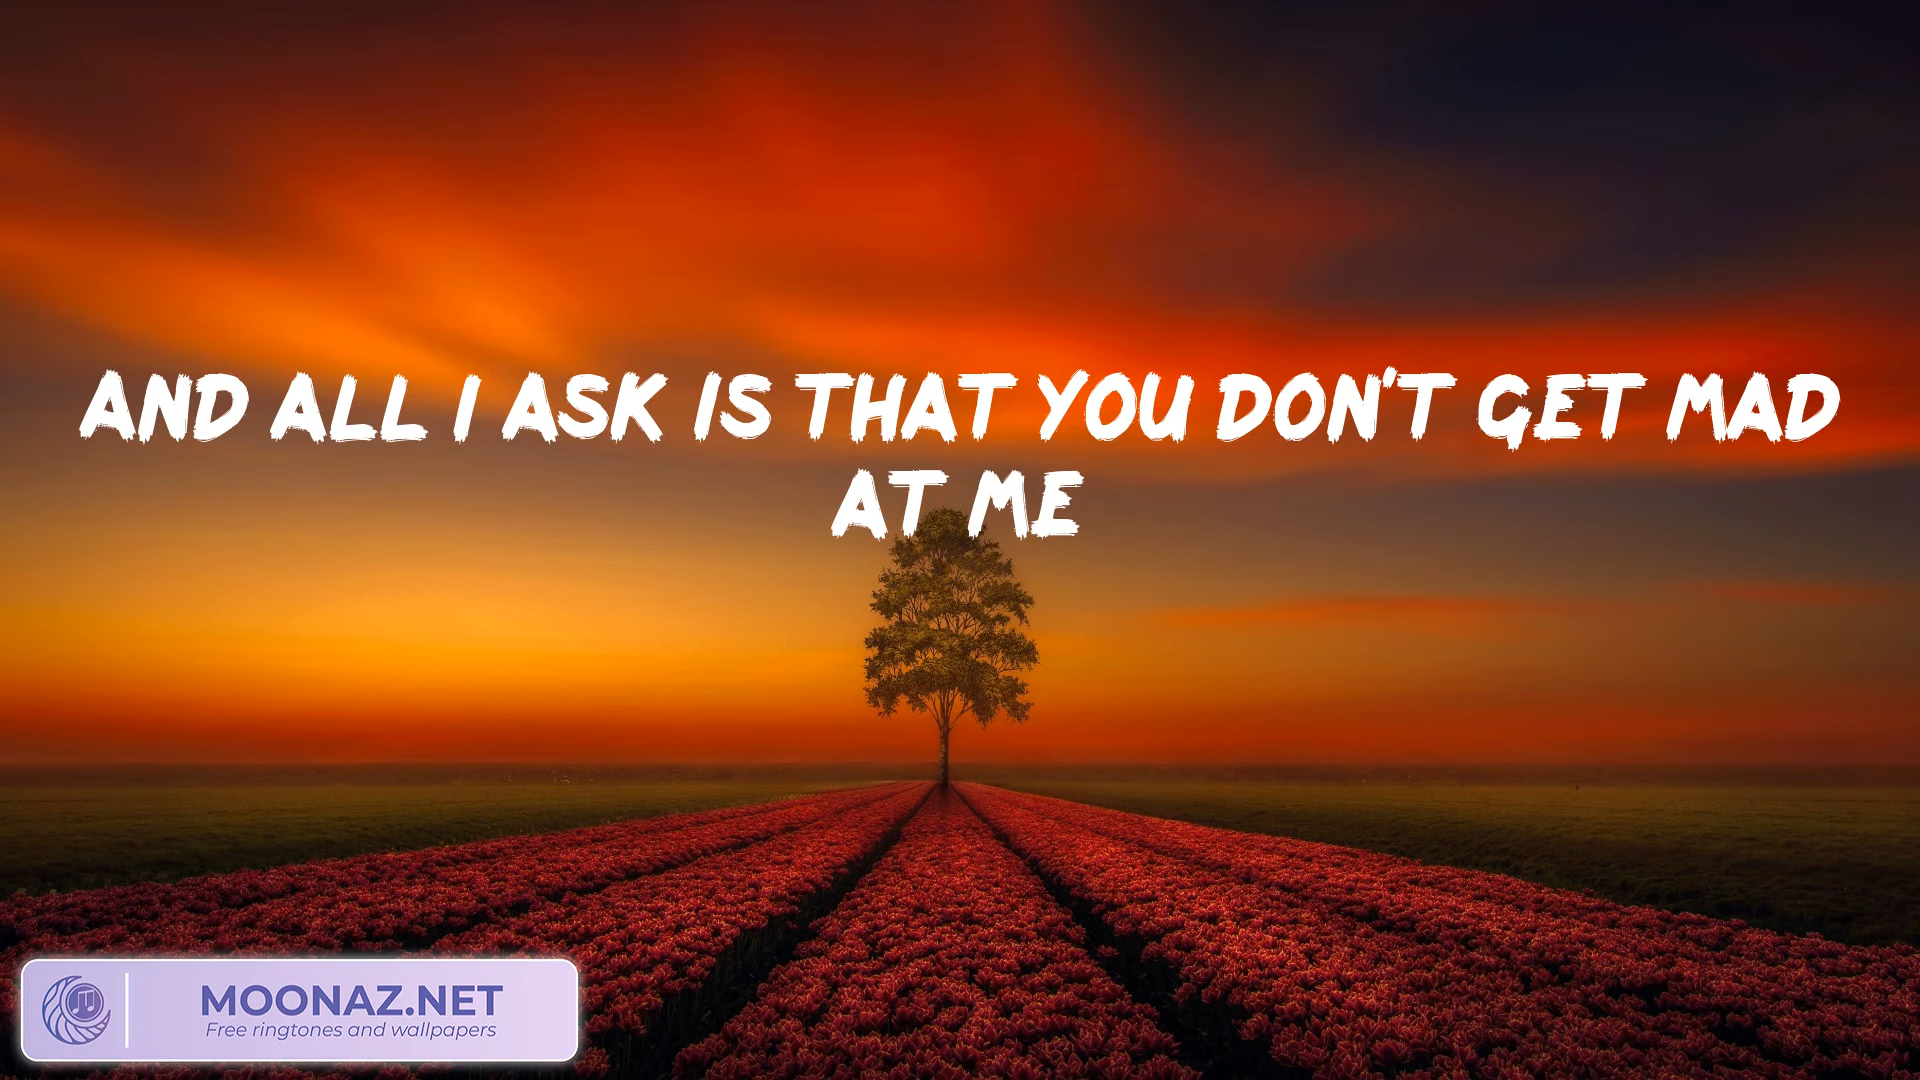 AND ALL I ASK IS THAT YOU DON'T GET MAD
AT ME
MOONAZ.NET
Free ringtones and wallpapers